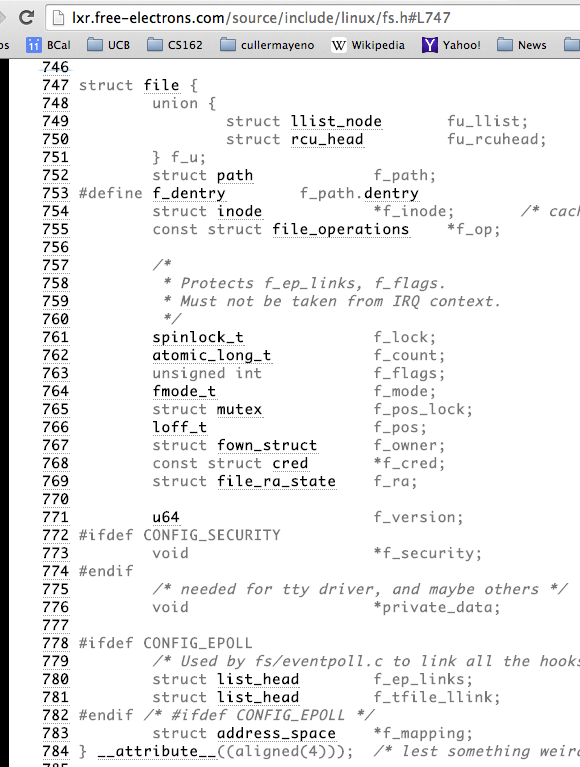 lxr.free-electrons.com/source/include/linux/fs.h#L747
ps BCal UCB CS162 cullermayeno W Wikipedia Y Yahoo! News
746
747 struct file {
748 union {
749 struct llist_node fu_llist;
750 struct rcu_head fu_rcuhead;
751 } f_u;
752 struct path f_path;
753 #define f_dentry f_path.dentry
754 struct inode *f_inode; /* cach
755 const struct file_operations *f_op;
756
757 /*
758 * Protects f_ep_links, f_flags.
759 * Must not be taken from IRQ context.
760 */
761 spinlock_t f_lock;
762 atomic_long_t f_count;
763 unsigned int f_flags;
764 fmode_t f_mode;
765 struct mutex f_pos_lock;
766 loff_t f_pos;
767 struct fown_struct f_owner;
768 const struct cred *f_cred;
769 struct file_ra_state f_ra;
770
771 u64 f_version;
772 #ifdef CONFIG_SECURITY
773 void *f_security;
774 #endif
775 /* needed for tty driver, and maybe others */
776 void *private_data;
777
778 #ifdef CONFIG_EPOLL
779 /* Used by fs/eventpoll.c to link all the hooks
780 struct list_head f_ep_links;
781 struct list_head f_tfile_llink;
782 #endif /* #ifdef CONFIG_EPOLL */
783 struct address_space *f_mapping;
784 } __attribute__((aligned(4))); /* lest something weird